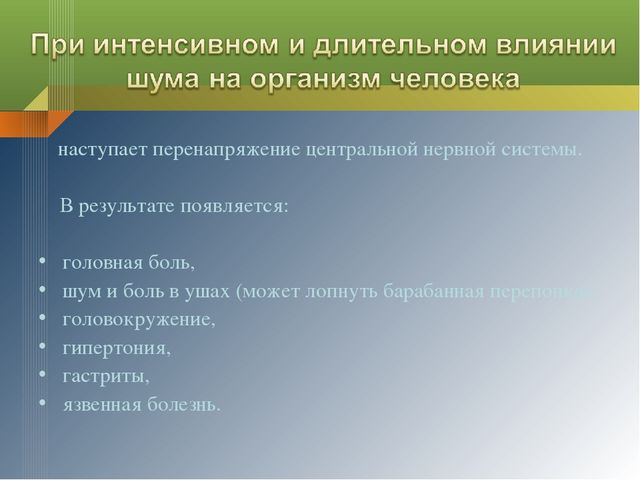 При интенсивном и длительном влиянии
шума на организм человека
наступает перенапряжение центральной нервной системы.
В результате появляется:
• головная боль,
• шум и боль в ушах (может лопнуть барабанная перепонка),
• головокружение,
• гипертония,
• гастриты,
• язвенная болезнь.